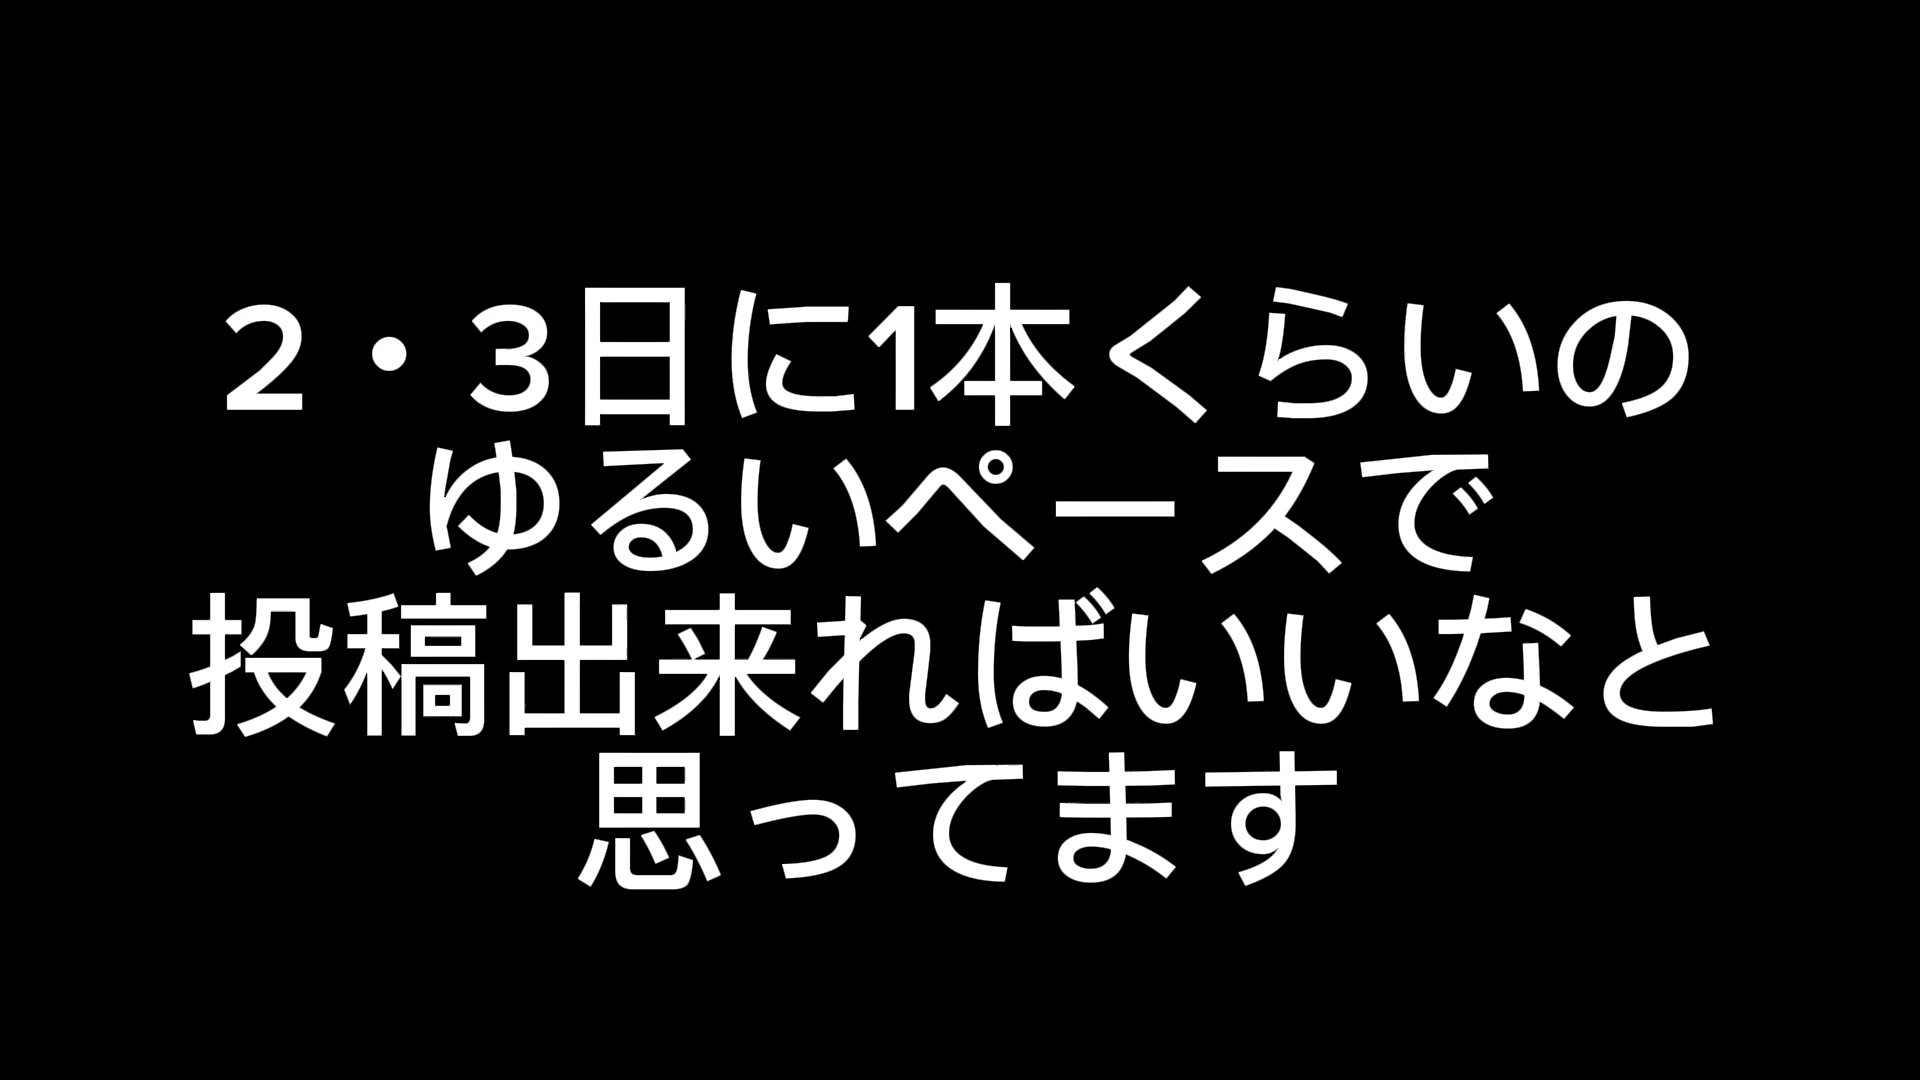 2・3日に1本くらいの
ゆるいペースで
投稿出来ればいいなと
思ってます